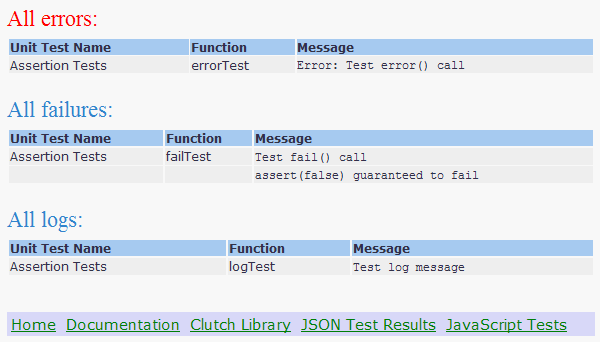 All errors:
Unit Test Name Function Message
Assertion Tests errorTest Error: Test error() call
All failures:
Unit Test Name Function Message
Assertion Tests failTest Test fail() call
assert(false) guaranteed to fail
All logs:
Unit Test Name Function Message
Assertion Tests logTest Test log message
Home Documentation Clutch Library JSON Test Results JavaScript Tests